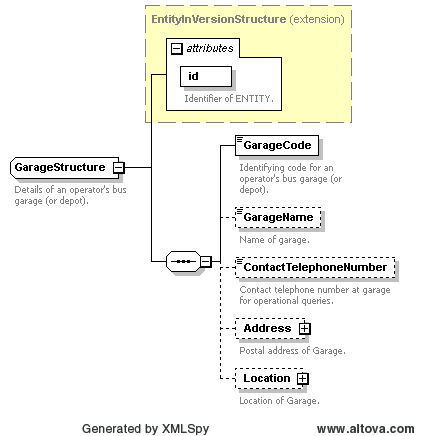 EntityInVersionStructure (extension)
attributes
id
Identifier of ENTITY.
GarageStructure
Details of an operator's bus
garage (or depot).
GarageCode
Identifying code for an
operator's bus garage (or
depot).
GarageName
Name of garage.
ContactTelephoneNumber
Contact telephone number at garage
for operational queries.
Address
Postal address of Garage.
Location
Location of Garage.
Generated by XMLSpy
www.altova.com